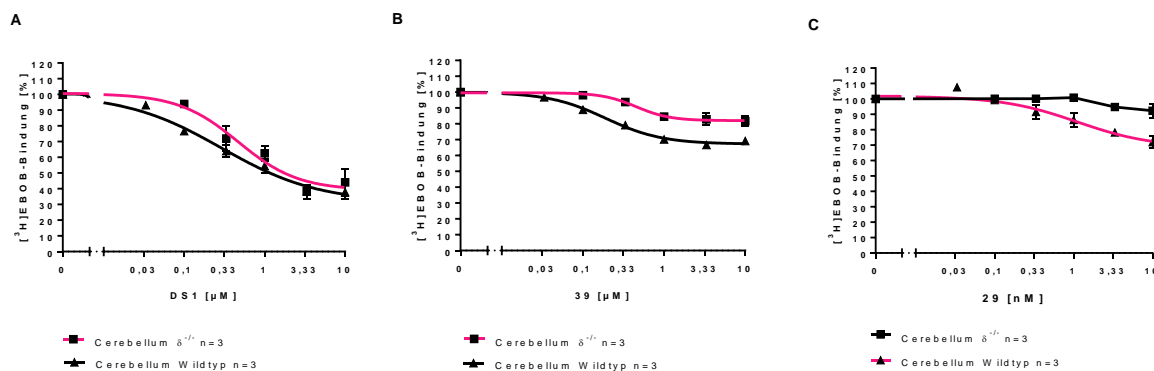 A
[³H]EBOB-Bindung [%]
120
110
100
90
80
70
60
50
40
30
20
10
0
0 0,03 0,1 0,33 1 3,33 10
DS1 [µM]
Cerebellum δ⁻/⁻ n=3
Cerebellum Wildtyp n=3
B
[³H]EBOB-Bindung [%]
120
110
100
90
80
70
60
50
40
30
20
10
0
0 0,03 0,1 0,33 1 3,33 10
39 [µM]
Cerebellum δ⁻/⁻ n=3
Cerebellum Wildtyp n=3
C
[³H]EBOB-Bindung [%]
120
110
100
90
80
70
60
50
40
30
20
10
0
0 0,03 0,1 0,33 1 3,33 10
29 [nM]
Cerebellum δ⁻/⁻ n=3
Cerebellum Wildtyp n=3